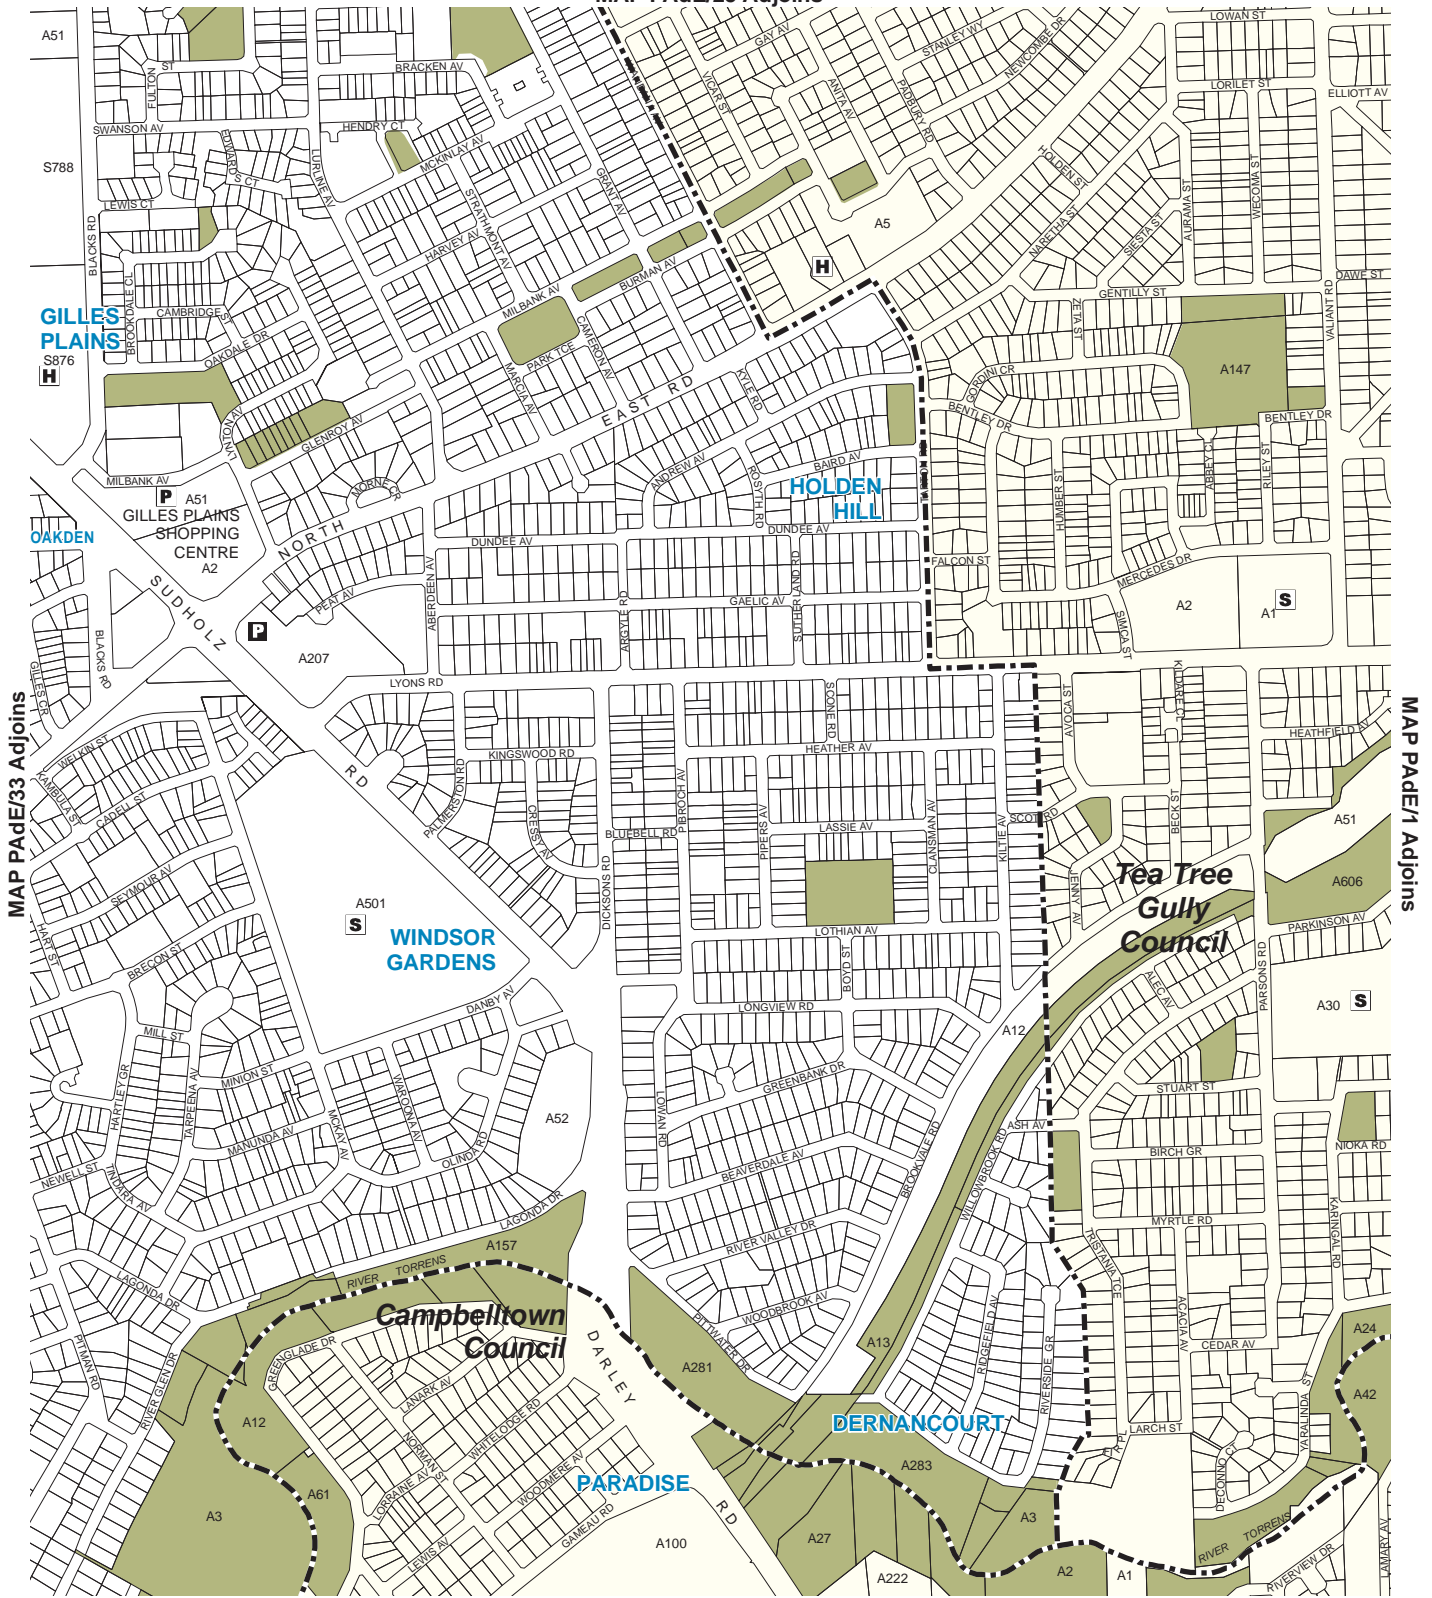 A51
FULTON
ST
BRACKEN AV
GAY AV
STANLEY WY
NEWCOMBE DR
LOWAN ST
LORILET ST
ELLIOTT AV
VICAR ST
ANITA AV
PADBURY RD
SWANSON AV
HENDRY CT
MCKINLAY AV
EDWARDS CT
LURLINE AV
S788
HOLDEN ST
WECOMA ST
AURAMA ST
LEWIS CT
STRATHMONT AV
GRANT AV
A5
NARETHA ST
SIESTA ST
BLACKS RD
HARVEY AV
H
BURMAN AV
MILBANK AV
DAWE ST
GENTILLY ST
VALIANT RD
BROOKDALE CL
CAMBRIDGE ST
GILLES
PLAINS
S876
H
OAKDALE DR
CAMERON AV
PARK TCE
ZETA ST
MARGIA AV
EAST RD
KYLE RD
GORDINI CR
A147
BENTLEY DR
BENTLEY DR
LYNTON AV
GLENROY AV
ANDREW AV
ROSYTH RD
BAIRD AV
HOLDEN
HILL
HUMBER ST
ABBEY CT
RILEY ST
MILBANK AV
P
A51
GILLES PLAINS
SHOPPING
CENTRE
A2
MORNE CR
NORTH
OAKDEN
DUNDEE AV
DUNDEE AV
FALCON ST
MERCEDES DR
SUDHOLZ
PEAT AV
ABERDEEN AV
ARGYLE RD
GAELIC AV
SUTHERLAND RD
A2
A1
S
SIMCA ST
P
A207
BLACKS RD
GILLES CR
LYONS RD
SCONE RD
AVOCA ST
KILDARE CL
HEATHFIELD AV
MAP PAdE/33 Adjoins
MAP PAdE/1 Adjoins
WELKIN ST
KAMBULA ST
CADELL ST
RD
KINGSWOOD RD
HEATHER AV
PALMERSTON RD
CRESSY AV
BLUEBELL RD
PIBROCH AV
PIPERS AV
LASSIE AV
CLANSMAN AV
KILTIE AV
SCOT RD
BECK ST
A51
SEYMOUR AV
A501
S
DICKSONS RD
JENNY AV
Tea Tree
Gully
Council
A606
PARKINSON AV
HART ST
WINDSOR
GARDENS
LOTHIAN AV
BOYD ST
BRECON ST
ALEC AV
PARSONS RD
DANBY AV
LONGVIEW RD
A12
A30
S
MILL ST
MINION ST
HARTLEY GR
TARPEENA AV
WAROONA AV
MCKAY AV
A52
LOWAN RD
GREENBANK DR
STUART ST
ASH AV
MANUNDA AV
OLINDA RD
BEAVERDALE AV
BROOKVALE RD
WILLOWBROOK RD
BIRCH GR
NIOKA RD
NEWELL ST
TINDARA AV
LAGONDA DR
MYRTLE RD
KARINGAL RD
A157
RIVER VALLEY DR
TRISTANIA TCE
RIVER TORRENS
LAGONDA DR
Campbelltown
Council
DARLEY
WOODBROOK AV
PITTWATER DR
RIDGEFIELD AV
RIVERSIDE GR
ACACIA AV
CEDAR AV
A24
PITMAN RD
RIVER GLEN DR
GREENGLADE DR
A13
A281
LANARK AV
A12
A42
YARALINDA ST
NORMAN ST
WHITELODGE RD
DERNANCOURT
LARCH ST
DECONNO CT
A283
WOODMERE AV
PARADISE
LORRAINE AV
A61
A3
GAMEAU RD
RD
A3
A27
A100
LEWIS AV
RIVER TORRENS
RIVERVIEW DR
LAMARY AV
A222
A2
A1